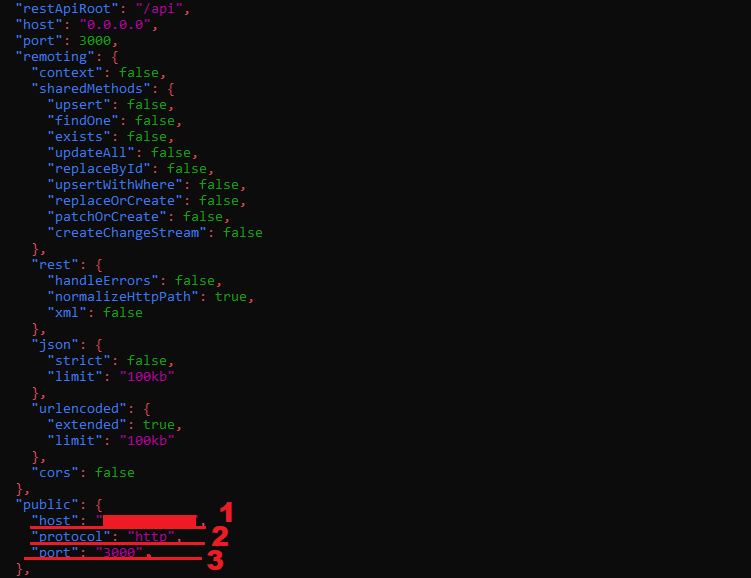 "restApiRoot": "/api",
"host": "0.0.0.0",
"port": 3000,
"remoting": {
"context": false,
"sharedMethods": {
"upsert": false,
"findOne": false,
"exists": false,
"updateAll": false,
"replaceById": false,
"upsertWithWhere": false,
"replaceOrCreate": false,
"patchOrCreate": false,
"createChangeStream": false
},
"rest": {
"handleErrors": false,
"normalizeHttpPath": true,
"xml": false
},
"json": {
"strict": false,
"limit": "100kb"
},
"urlencoded": {
"extended": true,
"limit": "100kb"
},
"cors": false
},
"public": {
"host": "", 1
"protocol": "http", 2
"port": "3000", 3
},